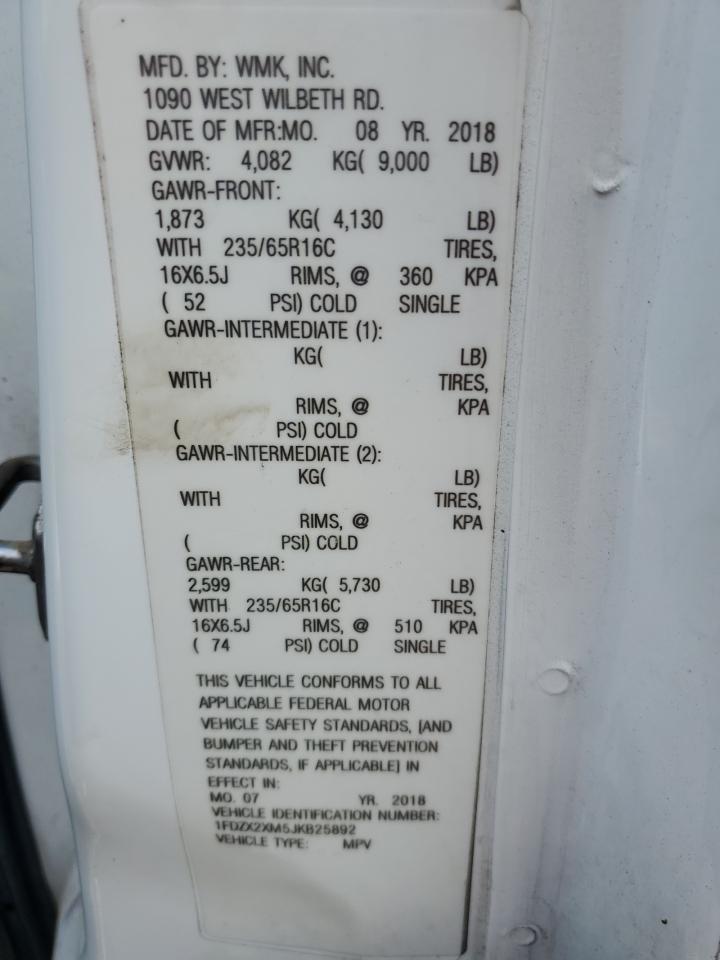 MFD. BY: WMK, INC.
1090 WEST WILBETH RD.
DATE OF MFR:MO. 08 YR. 2018
GVWR: 4,082 KG( 9,000 LB)
GAWR-FRONT:
1,873 KG( 4,130 LB)
WITH 235/65R16C TIRES,
16X6.5J RIMS, @ 360 KPA
( 52 PSI) COLD SINGLE
GAWR-INTERMEDIATE (1):
KG( LB)
WITH TIRES,
RIMS, @ KPA
( PSI) COLD
GAWR-INTERMEDIATE (2):
KG( LB)
WITH TIRES,
RIMS, @ KPA
( PSI) COLD
GAWR-REAR:
2,599 KG( 5,730 LB)
WITH 235/65R16C TIRES,
16X6.5J RIMS, @ 510 KPA
( 74 PSI) COLD SINGLE
THIS VEHICLE CONFORMS TO ALL
APPLICABLE FEDERAL MOTOR
VEHICLE SAFETY STANDARDS, [AND
BUMPER AND THEFT PREVENTION
STANDARDS, IF APPLICABLE] IN
EFFECT IN:
MO. 07 YR. 2018
VEHICLE IDENTIFICATION NUMBER:
1FDZX2XM5JKB25892
VEHICLE TYPE: MPV